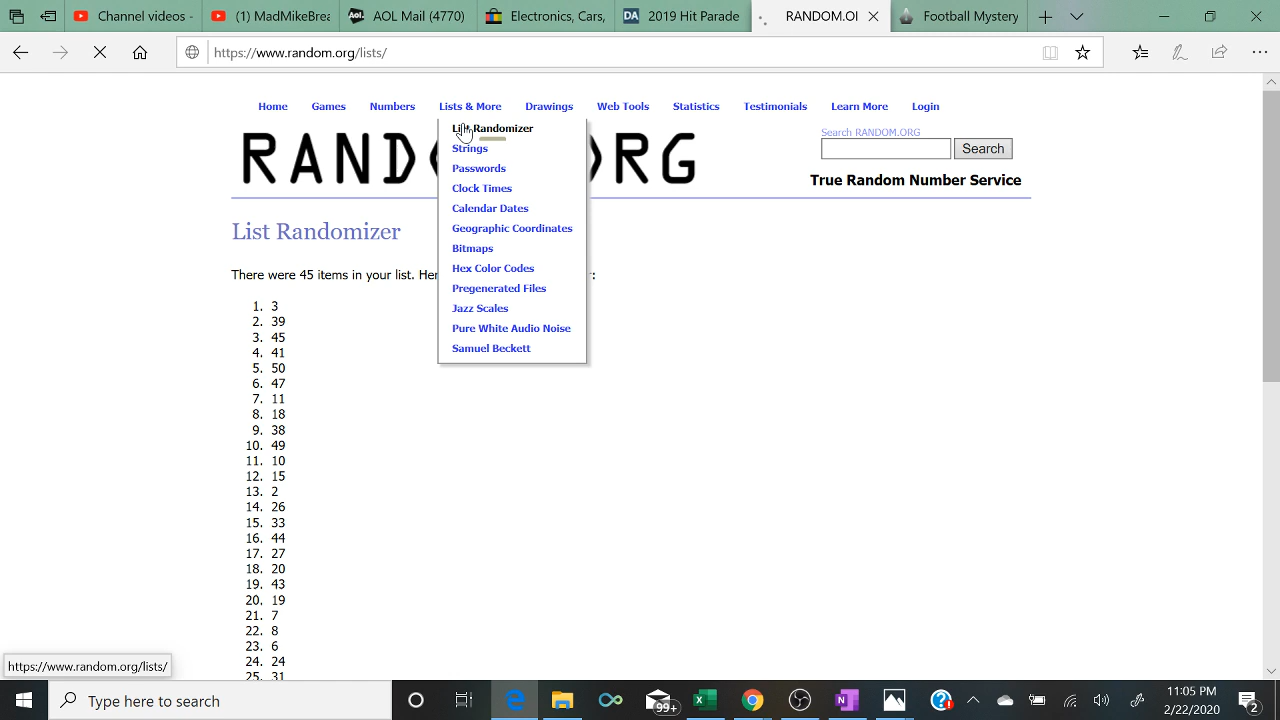 Channel videos -
(1) MadMikeEnter
(4770
Cards, Cars
2019 Hit Parade
RANDOM.O
Football Mystery
https://www.random.org/lists/
Home Games Numbers Lists & More Drawings Web Tools Statistics Testimonials Learn More Login
List Randomizer
Strings
Passwords
Clock Times
Calendar Dates
Geographic Coordinates
Bitmaps
Hex Color Codes
Pregenerated Files
Jazz Scales
Pure White Audio Noise
Samuel Beckett
Search RANDOM.ORG
Search
True Random Number Service
List Randomizer
There were 45 items in your list. Her
1. 3
2. 39
3. 45
4. 41
5. 50
6. 47
7. 11
8. 18
9. 38
10. 49
11. 10
12. 15
13. 2
14. 26
15. 33
16. 44
17. 27
18. 20
19. 43
20. 19
21. 7
22. 8
23. 6
24. 24
25. 31
https://www.random.org/lists/
Type here to search
99+
11:05 PM
2/22/2020
2